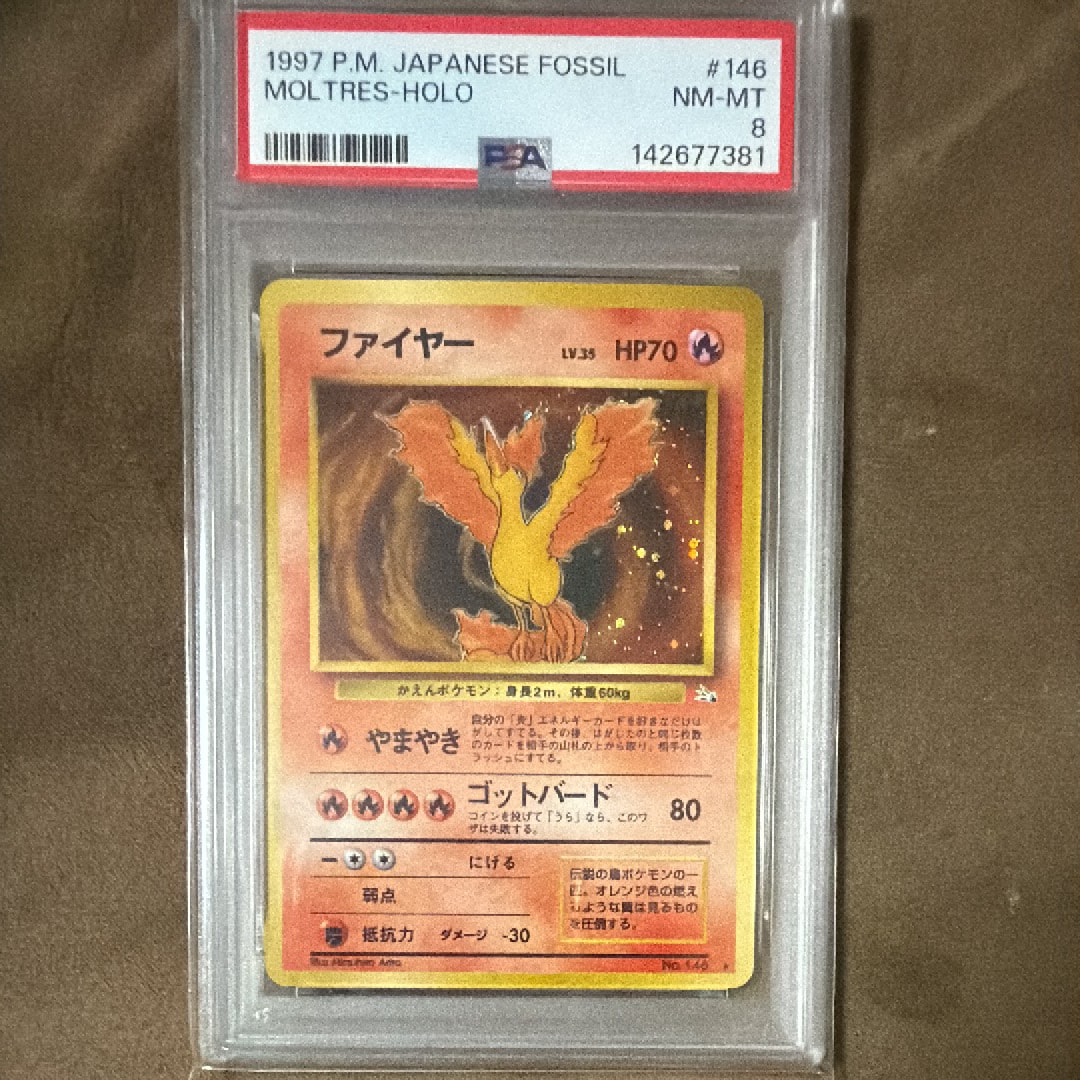 1997 P.M. JAPANESE FOSSIL #146
MOLTRES-HOLO NM-MT
8
PSA 142677381
ファイヤー LV.35 HP70
かえんポケモン：身長2m、体重60kg
やまやき
自分の「炎」エネルギーカードを好きなだけは
がしてすてる。その後、はがしたのと同じ枚数
のカードを相手の山札の上から取り、相手のト
ラッシュにすてる。
ゴッドバード 80
コインを投げて「うら」なら、このワ
ザは失敗する。
にげる
弱点
抵抗力 ダメージ -30
伝説の鳥ポケモンの一
匹。オレンジ色の燃え
るような翼は見るもの
を圧倒する。
No.146